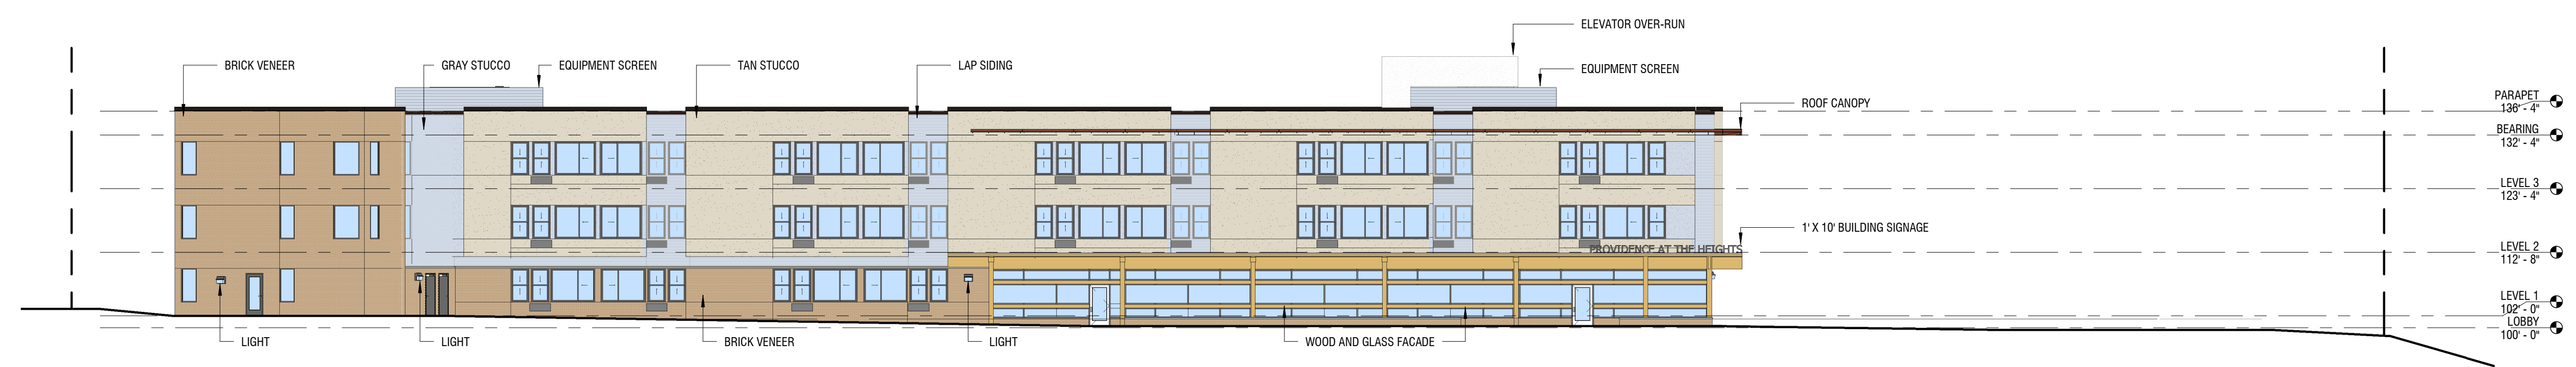 ELEVATOR OVER-RUN
BRICK VENEER
GRAY STUCCO
EQUIPMENT SCREEN
TAN STUCCO
LAP SIDING
EQUIPMENT SCREEN
ROOF CANOPY
PARAPET
136' - 4"
BEARING
132' - 4"
LEVEL 3
123' - 4"
1' X 10' BUILDING SIGNAGE
PROVIDENCE AT THE HEIGHTS
LEVEL 2
112' - 8"
LEVEL 1
102' - 0"
LOBBY
100' - 0"
LIGHT
LIGHT
BRICK VENEER
LIGHT
WOOD AND GLASS FACADE